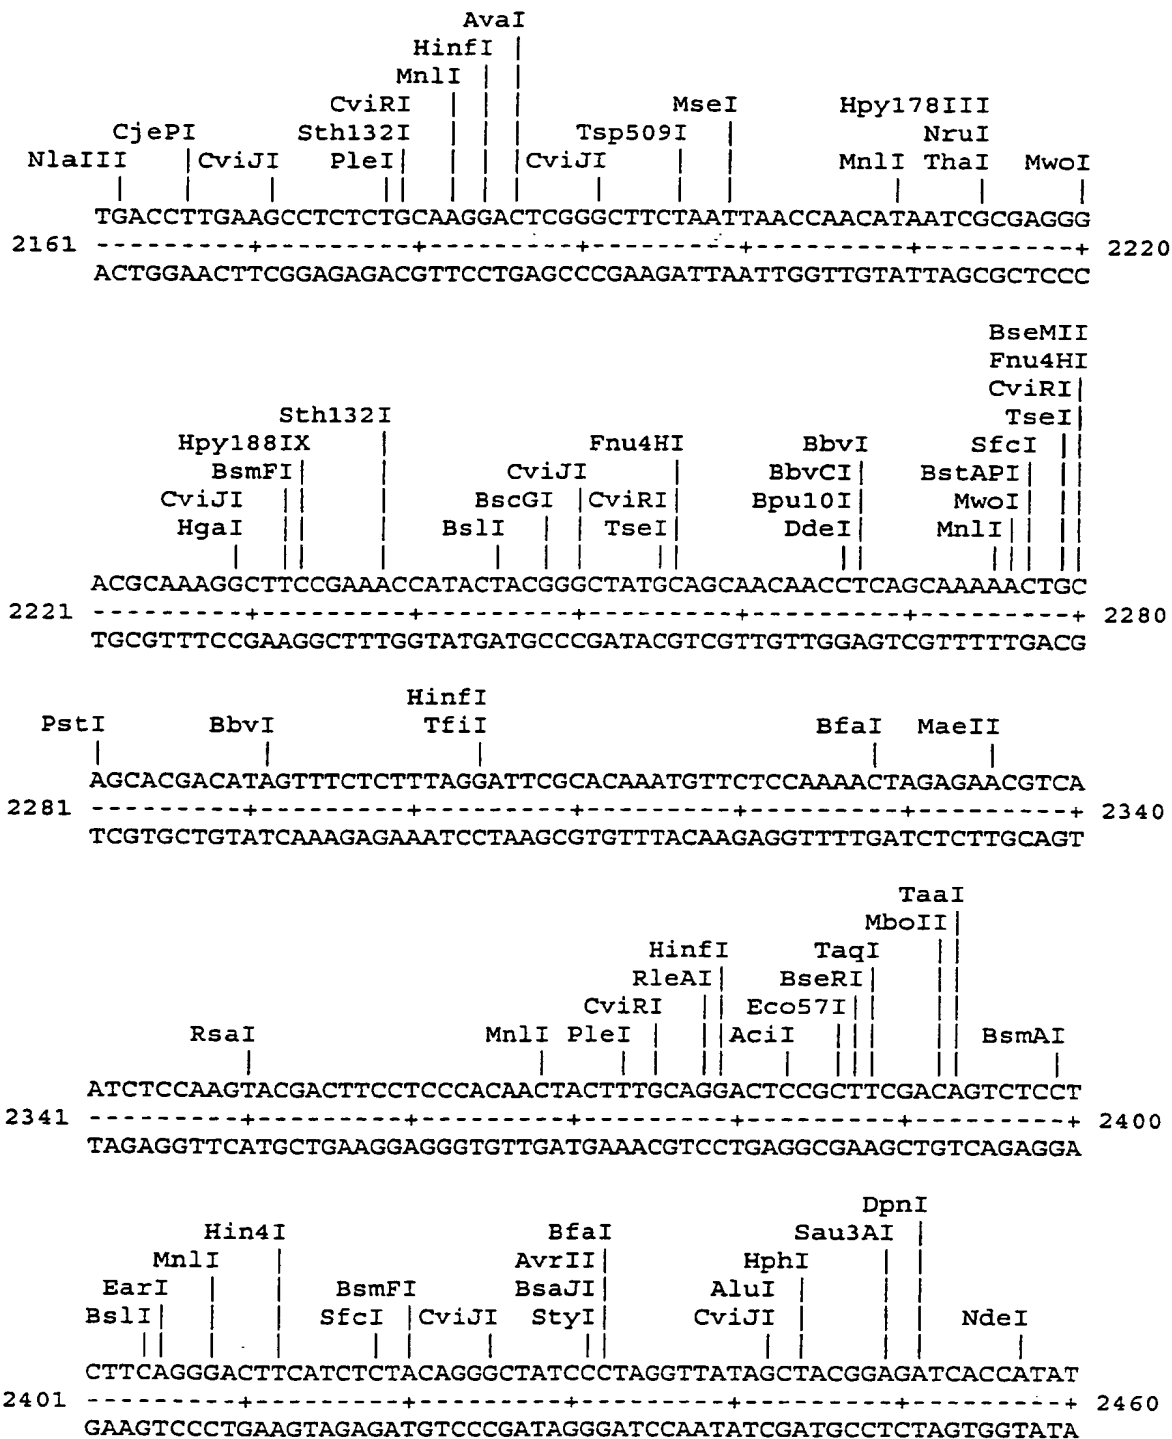 AvaI
HinfI
MnlI
CviRI MseI Hpy178III
CjePI Sth132I Tsp509I NruI
NlaIII CviJI PleI CviJI MnlI ThaI MwoI
TGACCTTGAAGCCTCTCTGCAAGGACTCGGGCTTCTAATTAACCAACATAATCGCGAGGG
2161 ---------+---------+---------+---------+---------+---------+ 2220
ACTGGAACTTCGGAGAGACGTTCCTGAGCCCGAAGATTAATTGGTTGTATTAGCGCTCCC
BseMII
Fnu4HI
CviRI
Sth132I TseI
Hpy188IX Fnu4HI BbvI SfcI
BsmFI CviJI BbvCI BstAPI
CviJI BscGI CviRI Bpu10I MwoI
HgaI BslI TseI DdeI MnlI
ACGCAAAGGCTTCCGAAACCATACTACGGGCTATGCAGCAACAACCTCAGCAAAAACTGC
2221 ---------+---------+---------+---------+---------+---------+ 2280
TGCGTTTCCGAAGGCTTTGGTATGATGCCCGATACGTCGTTGTTGGAGTCGTTTTTGACG
HinfI
PstI BbvI TfiI BfaI MaeII
AGCACGACATAGTTTCTCTTTAGGATTCGCACAAATGTTCTCCAAAACTAGAGAACGTCA
2281 ---------+---------+---------+---------+---------+---------+ 2340
TCGTGCTGTATCAAAGAGAAATCCTAAGCGTGTTTACAAGAGGTTTTGATCTCTTGCAGT
TaaI
MboII
HinfI TaqI
RleAI BseRI
CviRI Eco57I
RsaI MnlI PleI AciI BsmAI
ATCTCCAAGTACGACTTCCTCCCACAACTACTTTGCAGGACTCCGCTTCGACAGTCTCCT
2341 ---------+---------+---------+---------+---------+---------+ 2400
TAGAGGTTCATGCTGAAGGAGGGTGTTGATGAAACGTCCTGAGGCGAAGCTGTCAGAGGA
DpnI
Hin4I BfaI Sau3AI
MnlI AvrII HphI
EarI BsmFI BsaJI AluI
BslI SfcI CviJI StyI CviJI NdeI
CTTCAGGGACTTCATCTCTACAGGGCTATCCCTAGGTTATAGCTACGGAGATCACCATAT
2401 ---------+---------+---------+---------+---------+---------+ 2460
GAAGTCCCTGAAGTAGAGATGTCCCGATAGGGATCCAATATCGATGCCTCTAGTGGTATA